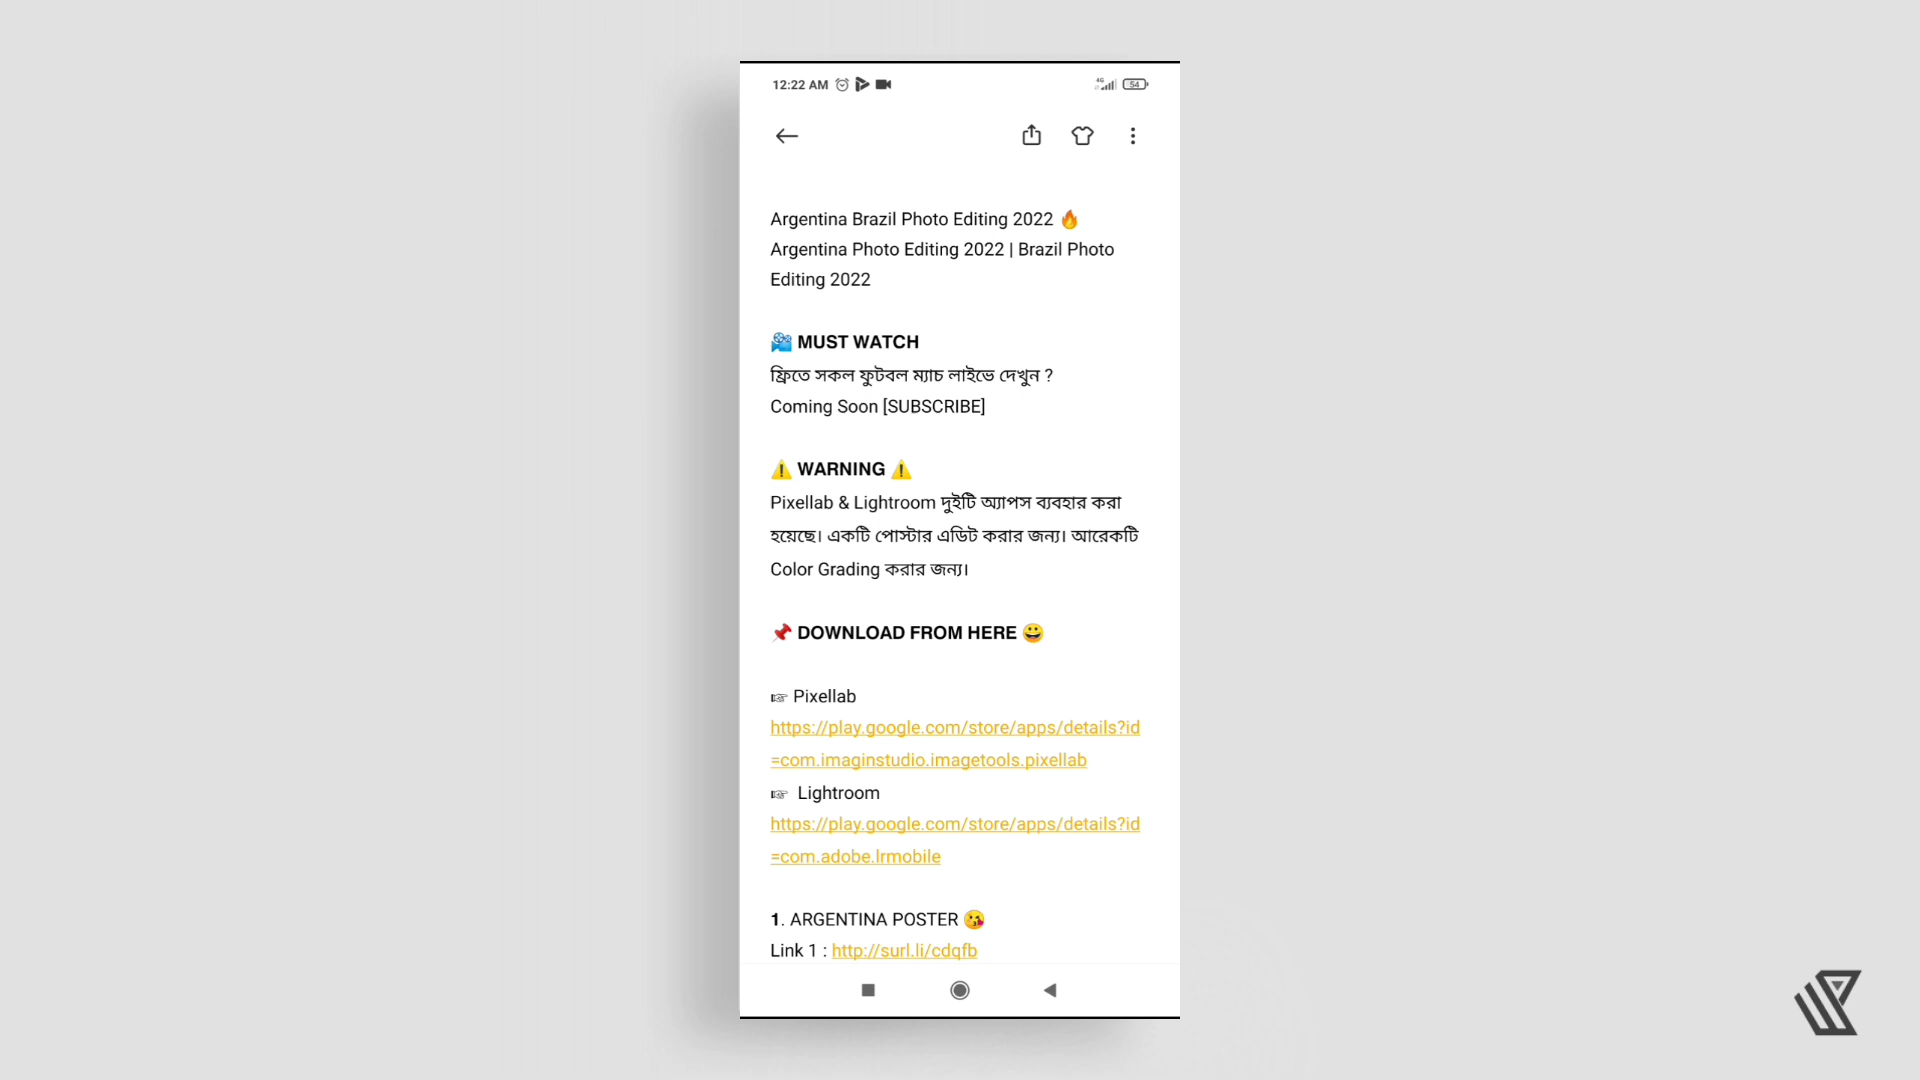 12:22 AM
4G
54
Argentina Brazil Photo Editing 2022 🔥
Argentina Photo Editing 2022 | Brazil Photo
Editing 2022
🎦 MUST WATCH
ফ্রিতে সকল ফুটবল ম্যাচ লাইভে দেখুন ?
Coming Soon [SUBSCRIBE]
⚠️ WARNING ⚠️
Pixellab & Lightroom দুইটি অ্যাপস ব্যবহার করা
হয়েছে। একটি পোস্টার এডিট করার জন্য। আরেকটি
Color Grading করার জন্য।
📌 DOWNLOAD FROM HERE 😀
☞ Pixellab
https://play.google.com/store/apps/details?id
=com.imaginstudio.imagetools.pixellab
☞ Lightroom
https://play.google.com/store/apps/details?id
=com.adobe.lrmobile
1. ARGENTINA POSTER 😘
Link 1 : http://surl.li/cdqfb